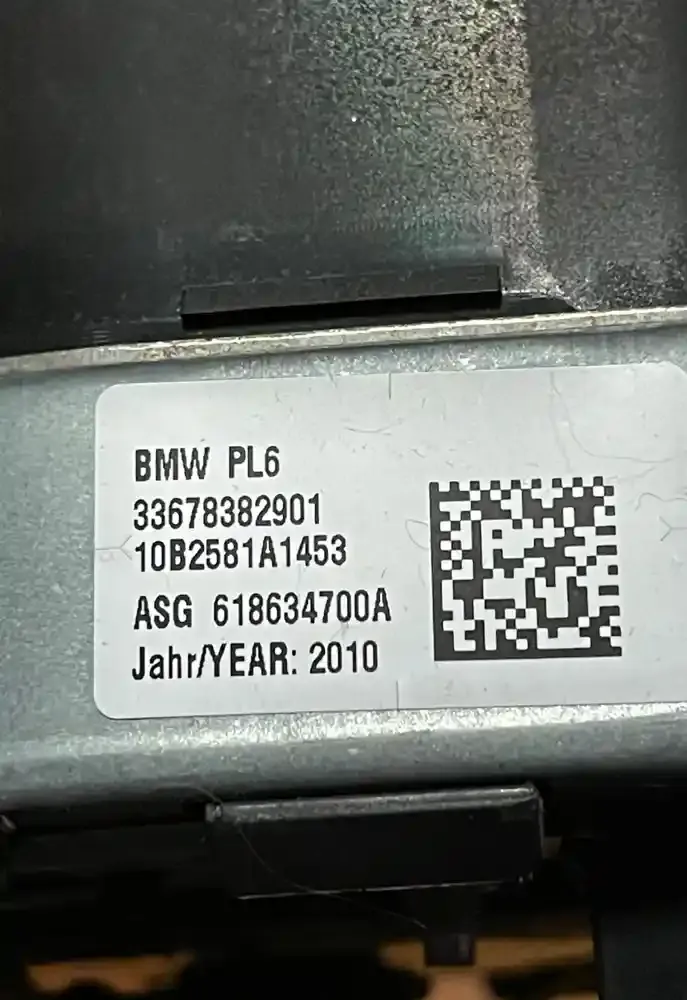 BMW PL6
33678382901
10B2581A1453
ASG 618634700A
Jahr/YEAR: 2010